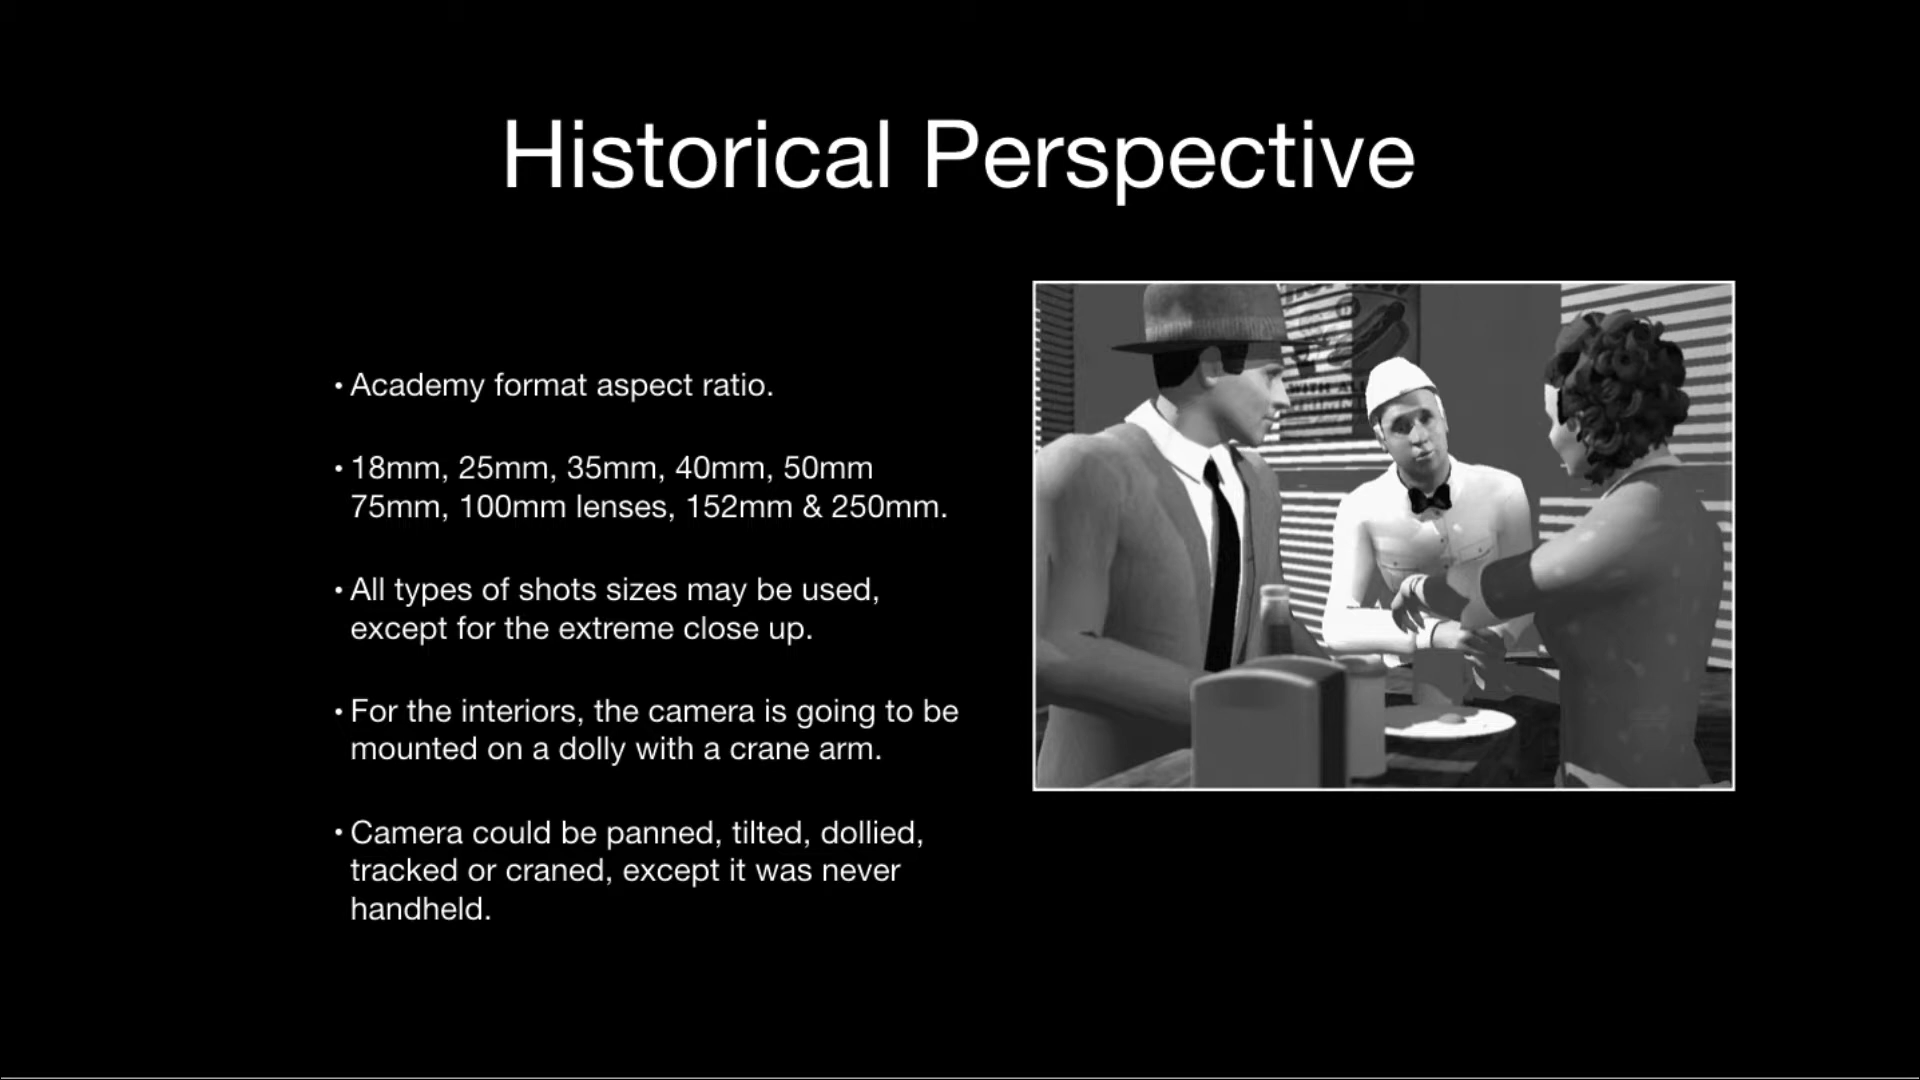 Historical Perspective
• Academy format aspect ratio.
• 18mm, 25mm, 35mm, 40mm, 50mm
75mm, 100mm lenses, 152mm & 250mm.
• All types of shots sizes may be used,
except for the extreme close up.
• For the interiors, the camera is going to be
mounted on a dolly with a crane arm.
• Camera could be panned, tilted, dollied,
tracked or craned, except it was never
handheld.
WITH